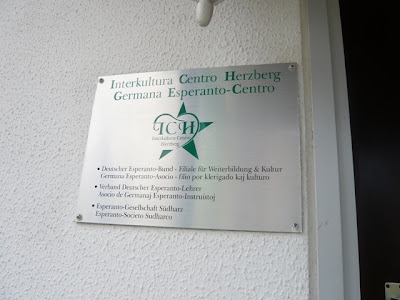 Interkultura Centro Herzberg
Germana Esperanto-Centro
ICH
Interkultura Centro
Herzberg
• Deutscher Esperanto-Bund - Filiale für Weiterbildung & Kultur
Germana Esperanto-Asocio - filio por klerigado kaj kulturo
• Verband Deutscher Esperanto-Lehrer
Asocio de Germanaj Esperanto-Instruistoj
• Esperanto-Gesellschaft Südharz
Esperanto-Societo Sudharco